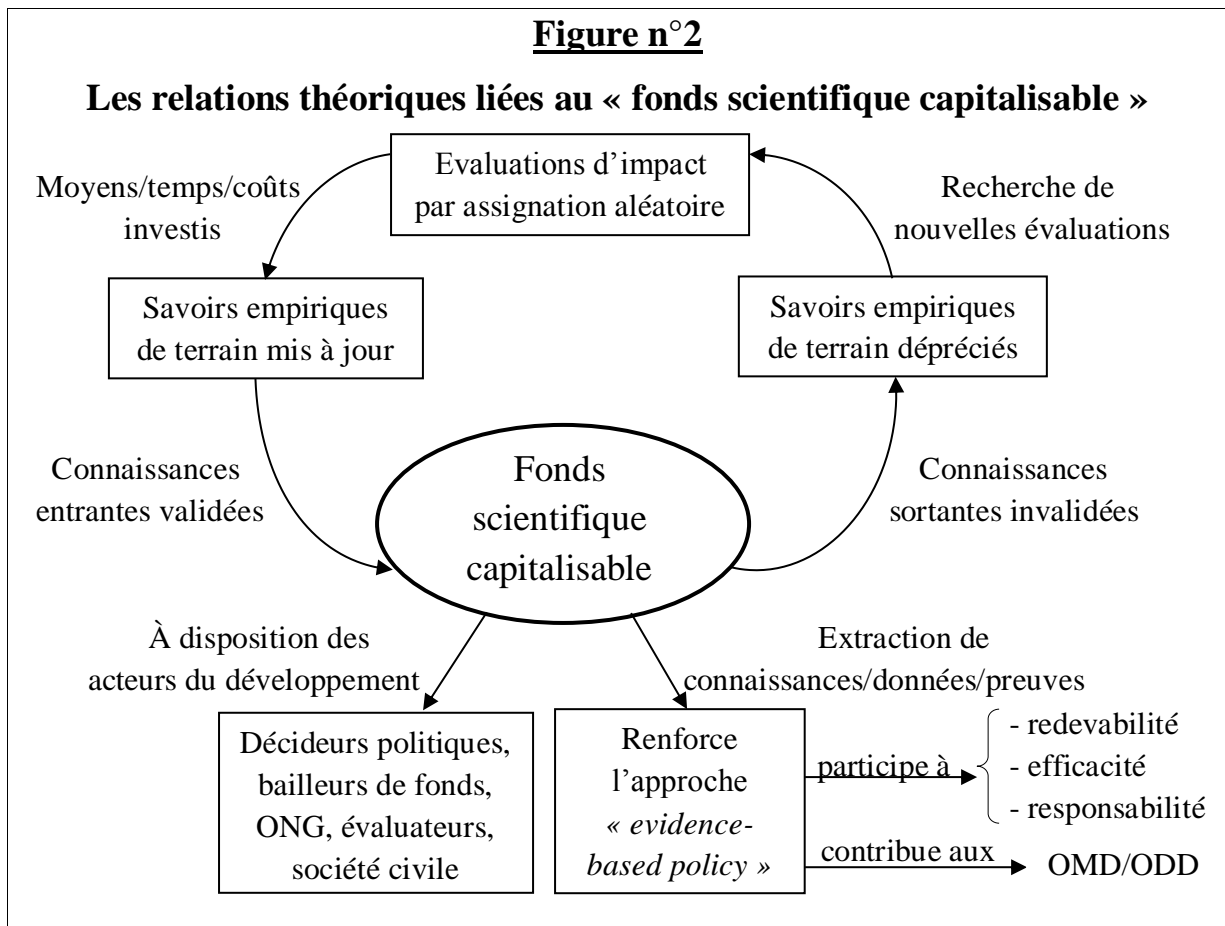 Figure n°2
Les relations théoriques liées au « fonds scientifique capitalisable »
Evaluations d’impact
par assignation aléatoire
Moyens/temps/coûts
investis
Recherche de
nouvelles évaluations
Savoirs empiriques
de terrain mis à jour
Savoirs empiriques
de terrain dépréciés
Connaissances
entrantes validées
Fonds
scientifique
capitalisable
Connaissances
sortantes invalidées
À disposition des
acteurs du développement
Extraction de
connaissances/données/preuves
Décideurs politiques,
bailleurs de fonds,
ONG, évaluateurs,
société civile
Renforce
l’approche
« evidence-
based policy »
participe à
- redevabilité
- efficacité
- responsabilité
contribue aux
OMD/ODD